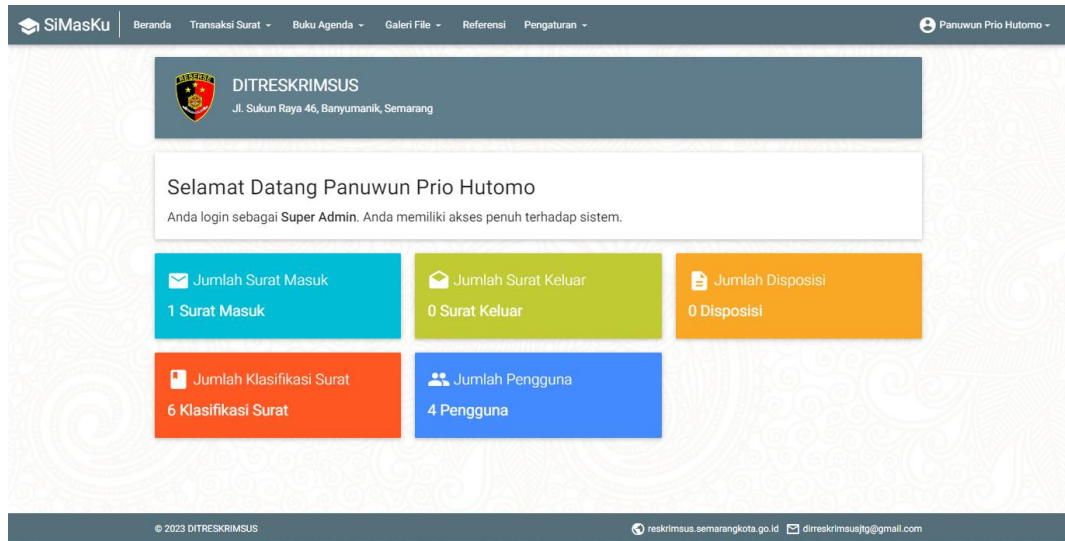 SiMasKu Beranda Transaksi Surat Buku Agenda Galeri File Referensi Pengaturan Panuwun Prio Hutomo
RESERSE
DITRESKRIMSUS
Jl. Sukun Raya 46, Banyumanik, Semarang
Selamat Datang Panuwun Prio Hutomo
Anda login sebagai Super Admin. Anda memiliki akses penuh terhadap sistem.
Jumlah Surat Masuk
1 Surat Masuk
Jumlah Surat Keluar
0 Surat Keluar
Jumlah Disposisi
0 Disposisi
Jumlah Klasifikasi Surat
6 Klasifikasi Surat
Jumlah Pengguna
4 Pengguna
© 2023 DITRESKRIMSUS reskrimsus.semarangkota.go.id dirreskrimsusjtg@gmail.com